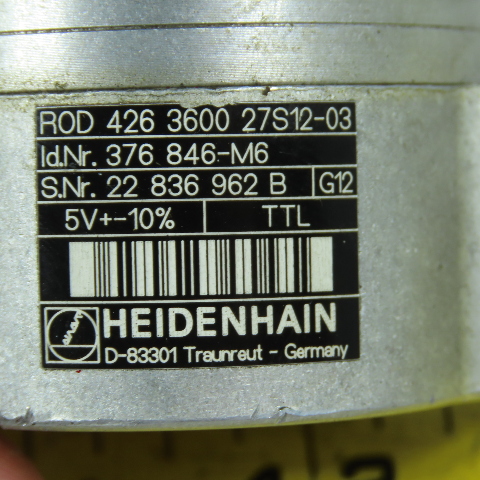 ROD 426 3600 27S12-03
Id.Nr. 376 846-M6
S.Nr. 22 836 962 B G12
5V+-10% TTL
HEIDENHAIN
D-83301 Traunreut - Germany